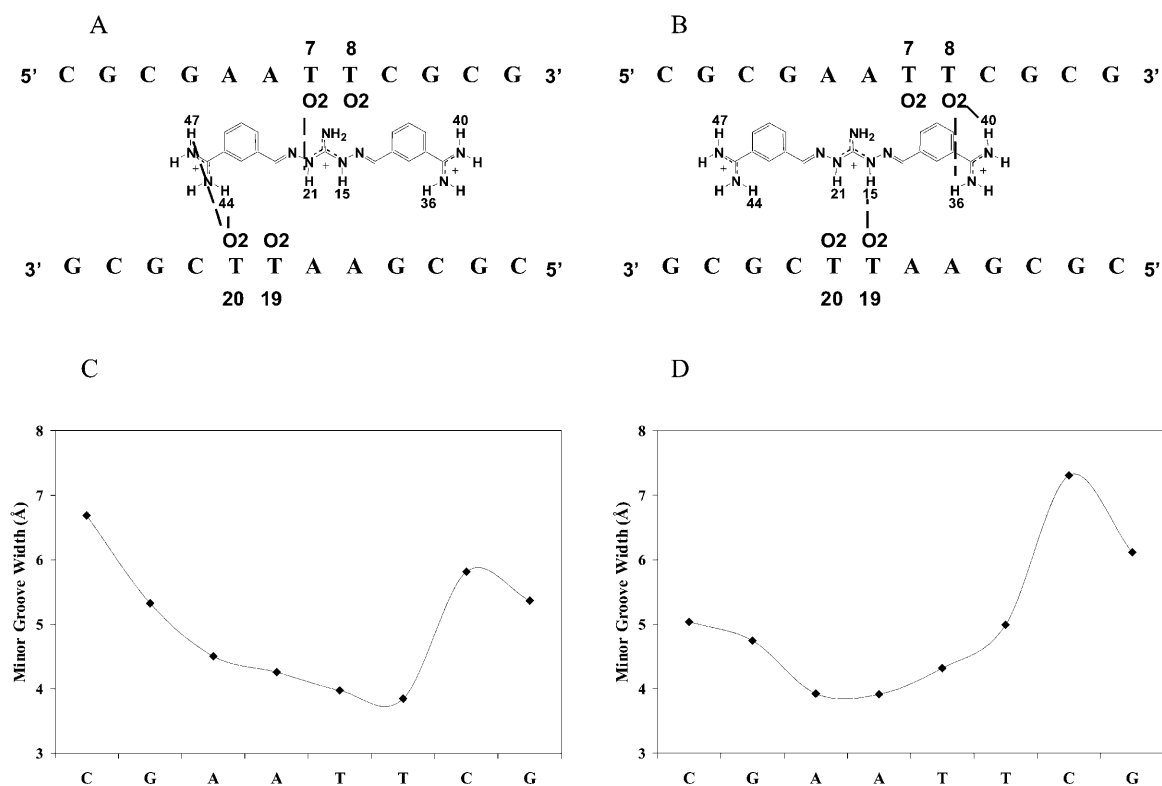 A
7 8
5' C G C G A A T T C G C G 3'
O2 O2
47 40
H NH2 H
N N N N N N
H + N + N + H
H N H H H H N H
44 21 15 36
O2 O2
3' G C G C T T A A G C G C 5'
20 19
B
7 8
5' C G C G A A T T C G C G 3'
O2 O2
47 40
H NH2 H
N N N N N N
H + N + N + H
H N H H H H N H
44 21 15 36
O2 O2
3' G C G C T T A A G C G C 5'
20 19
C
Minor Groove Width (Å)
8
7
6
5
4
3
C G A A T T C G
D
Minor Groove Width (Å)
8
7
6
5
4
3
C G A A T T C G